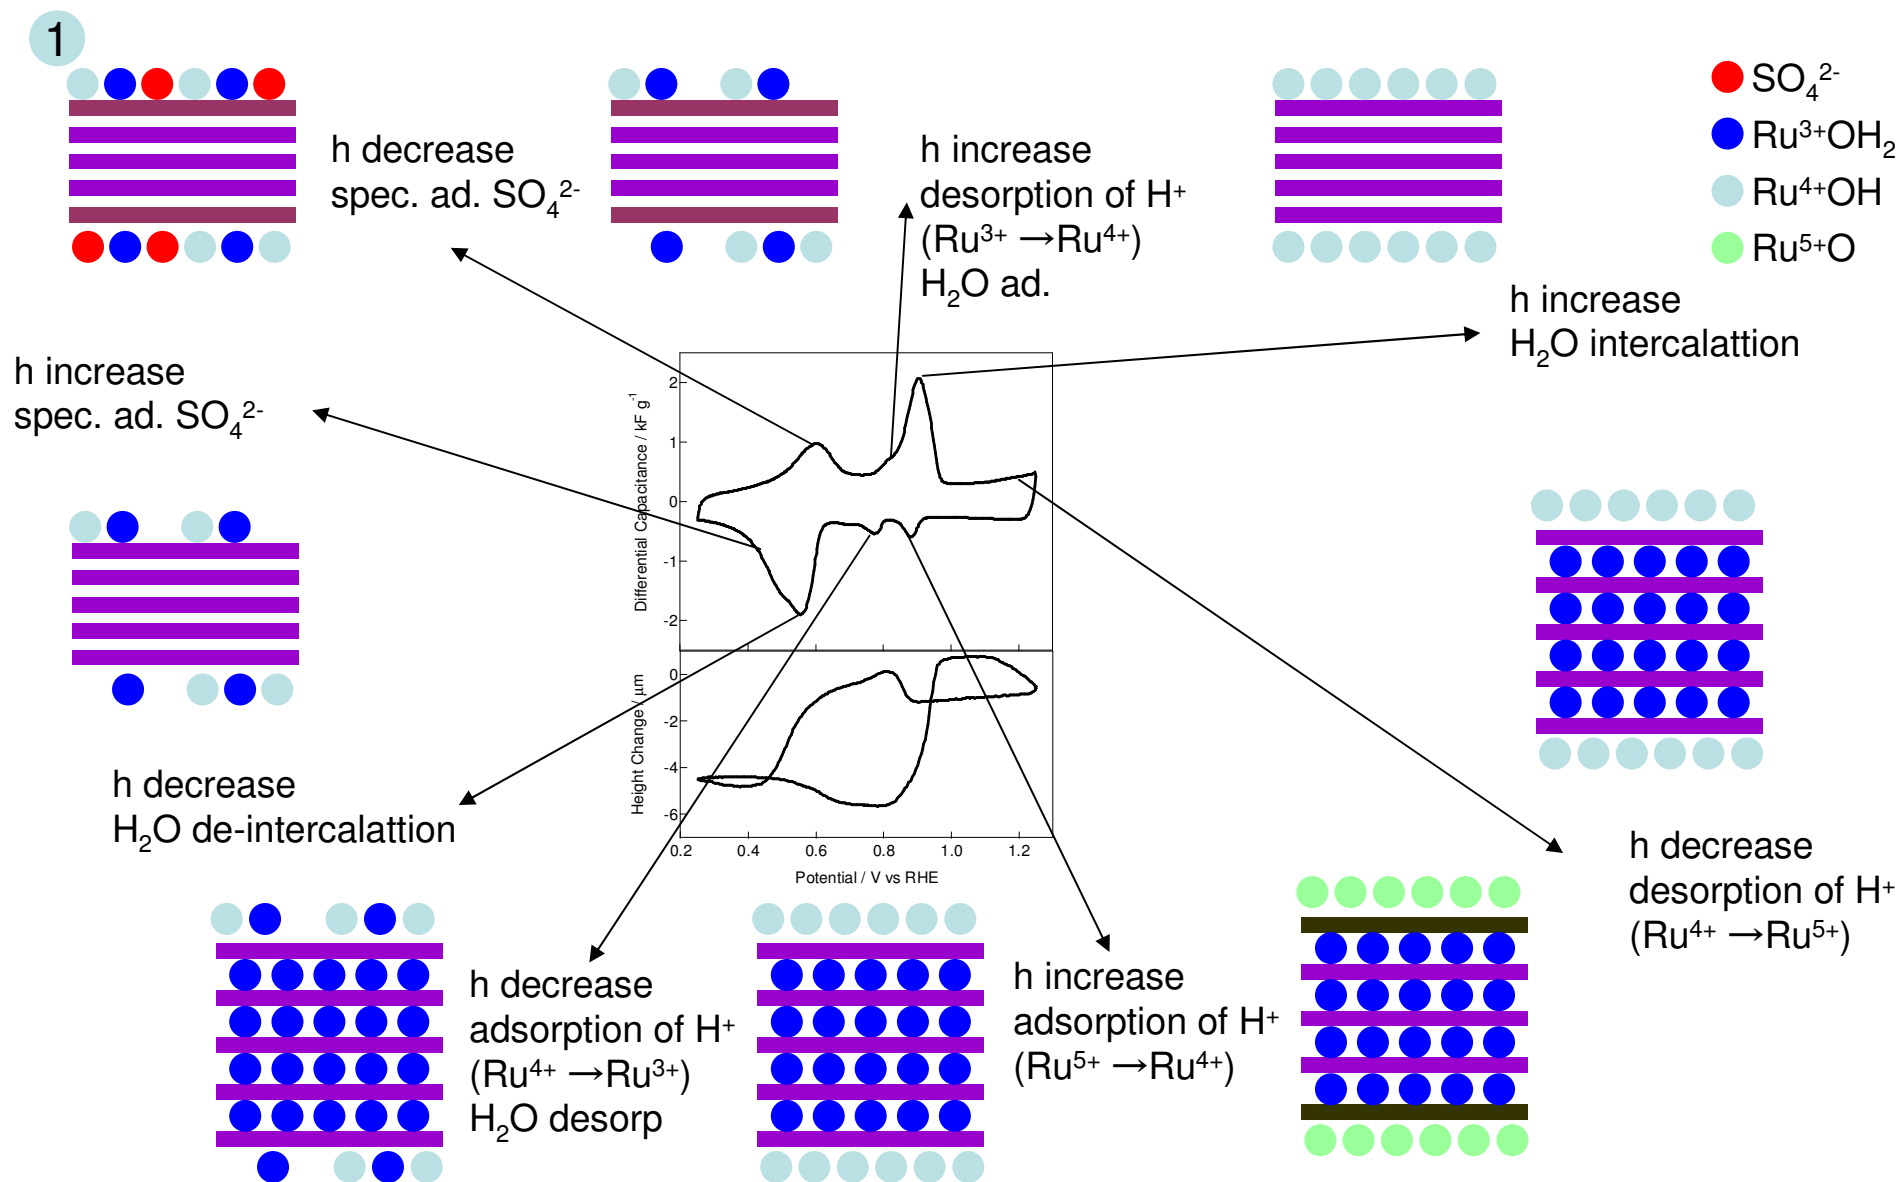 1
SO₄²⁻
Ru³⁺OH₂
Ru⁴⁺OH
Ru⁵⁺O
h decrease
spec. ad. SO₄²⁻
h increase
desorption of H⁺
(Ru³⁺ →Ru⁴⁺)
H₂O ad.
h increase
H₂O intercalattion
h increase
spec. ad. SO₄²⁻
Differential Capacitance / kF g⁻¹
2
1
0
-1
-2
Height Change / μm
0
-2
-4
-6
0.2 0.4 0.6 0.8 1.0 1.2
Potential / V vs RHE
h decrease
H₂O de-intercalattion
h decrease
desorption of H⁺
(Ru⁴⁺ →Ru⁵⁺)
h decrease
adsorption of H⁺
(Ru⁴⁺ →Ru³⁺)
H₂O desorp
h increase
adsorption of H⁺
(Ru⁵⁺ →Ru⁴⁺)